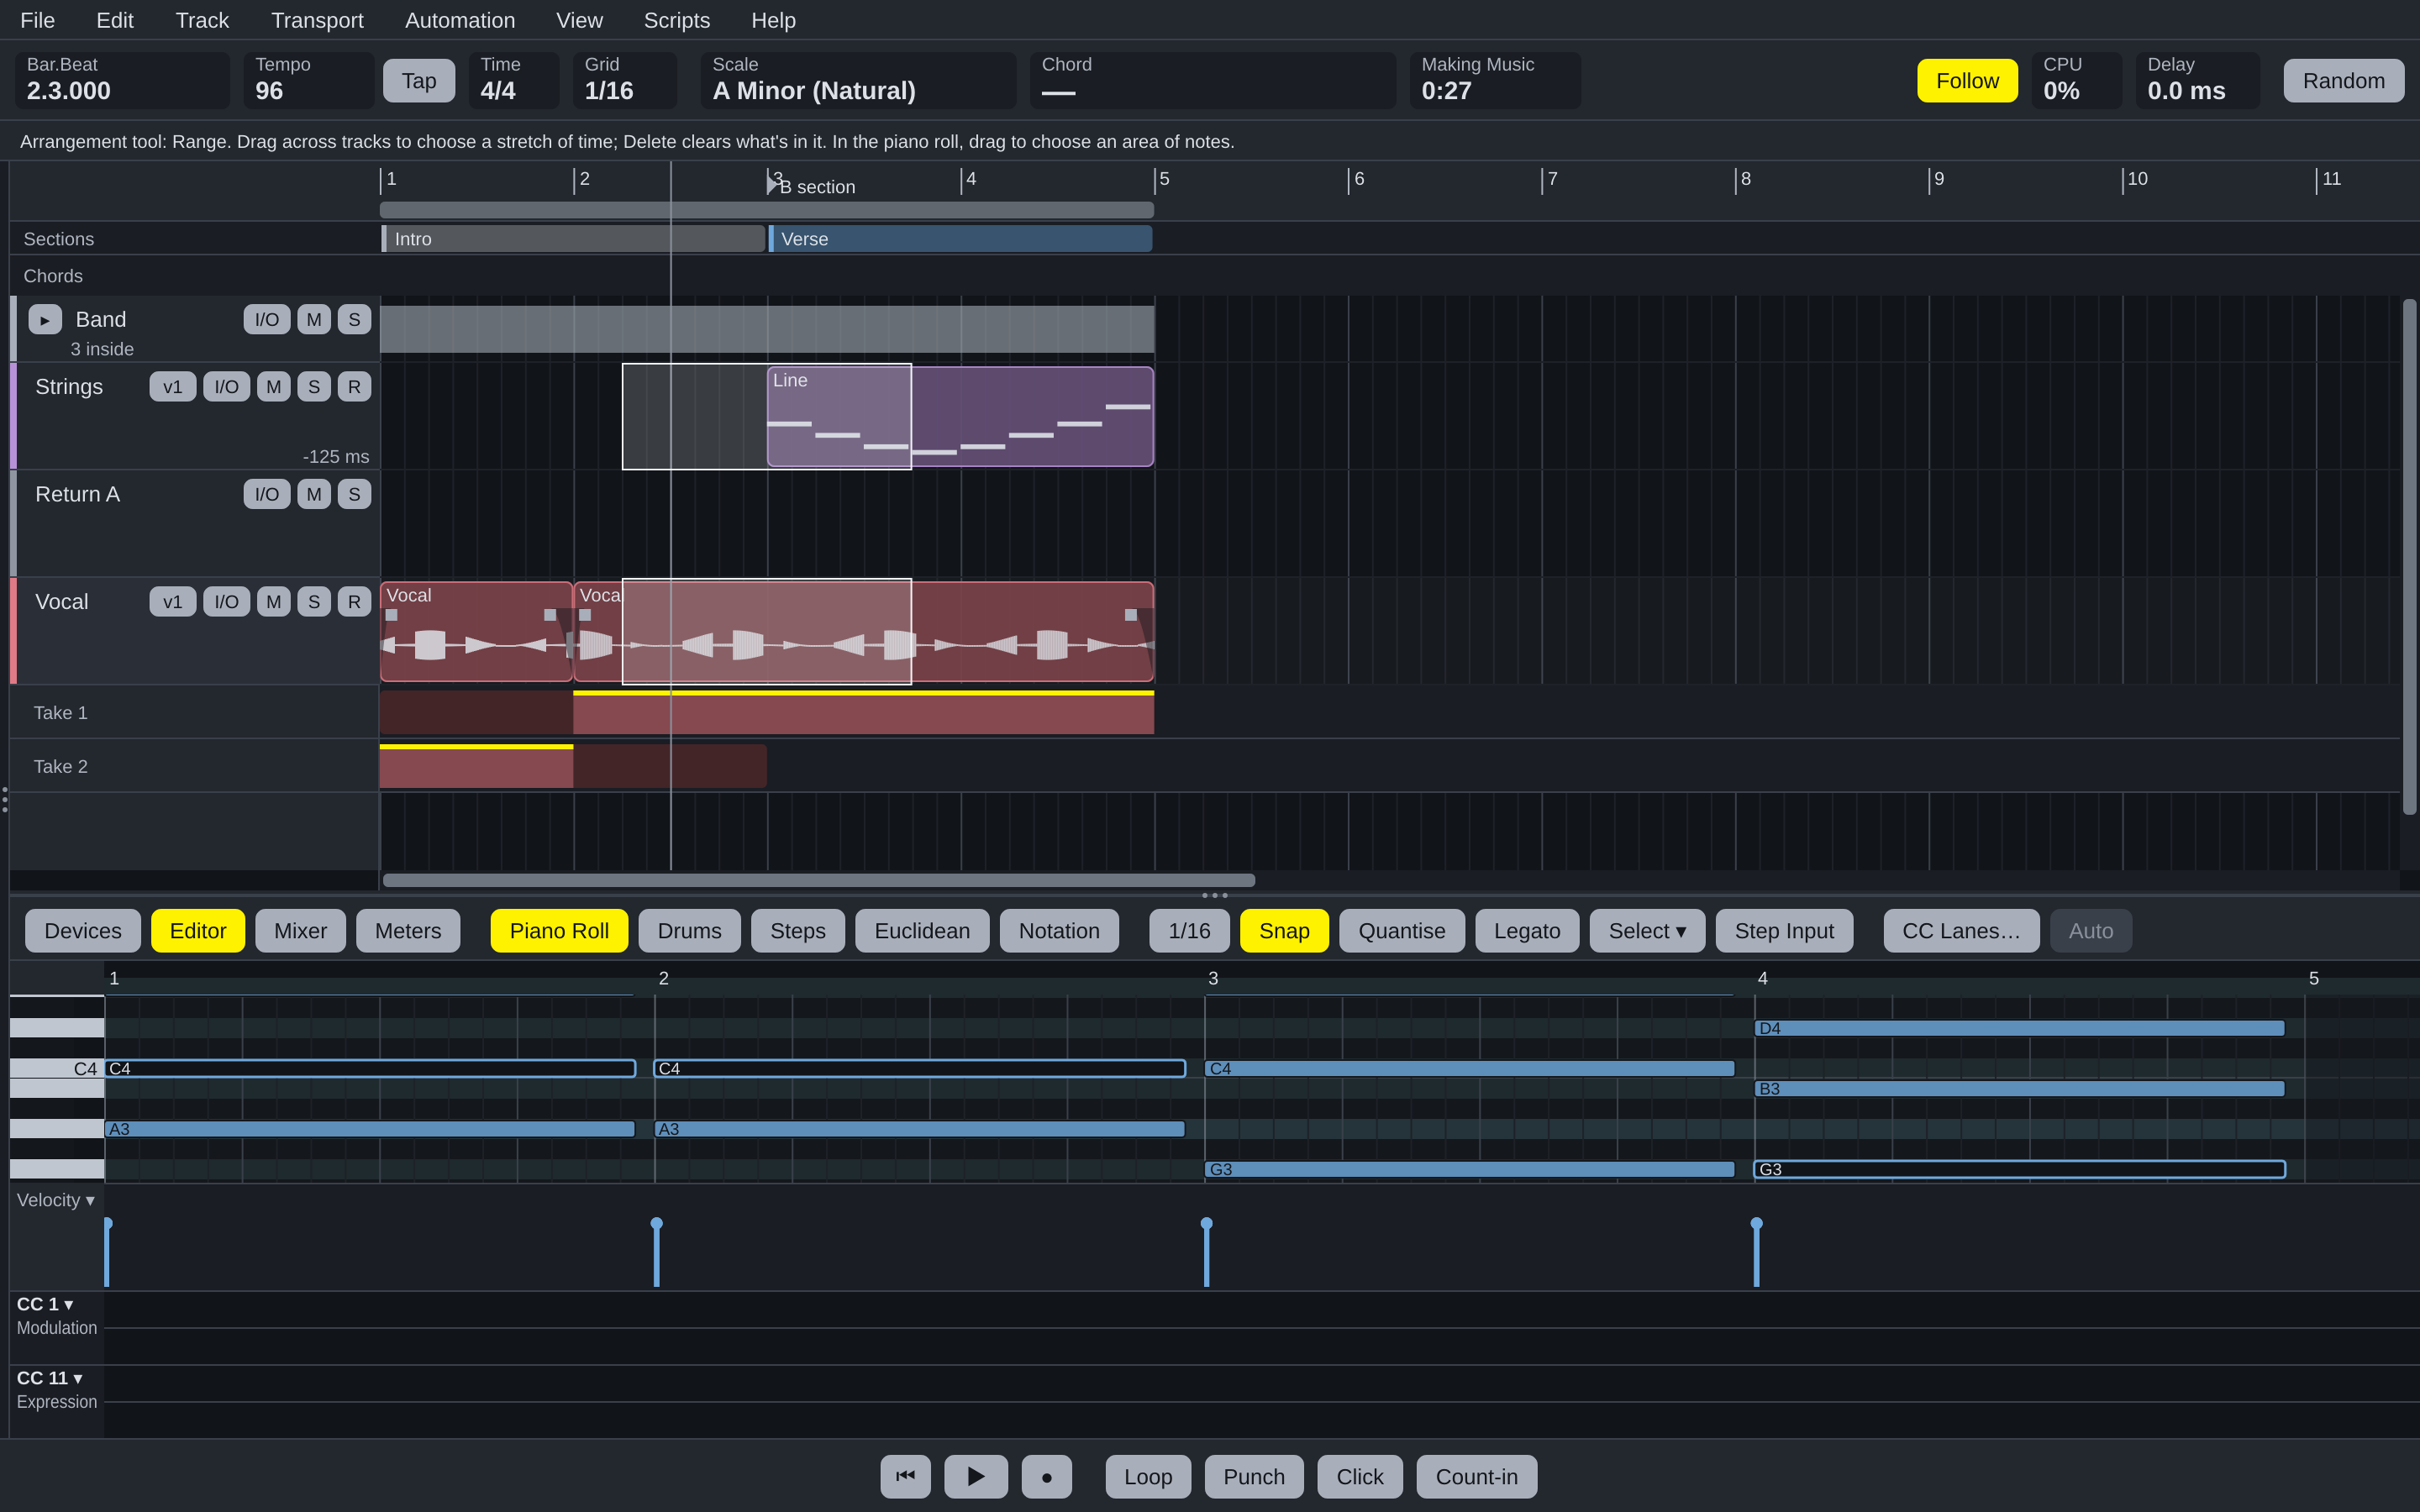 File Edit Track Transport Automation View Scripts Help
Bar.Beat Tempo Time Grid Scale Chord Making Music CPU Delay
2.3.000 96 Tap 4/4 1/16 A Minor (Natural) — 0:27 Follow 0% 0.0 ms Random
Arrangement tool: Range. Drag across tracks to choose a stretch of time; Delete clears what's in it. In the piano roll, drag to choose an area of notes.
1 2 3 4 5 6 7 8 9 10 11
B section
Sections Intro Verse
Chords
▸ Band I/O M S
3 inside
Strings v1 I/O M S R Line
-125 ms
Return A I/O M S
Vocal v1 I/O M S R Vocal Vocal
Take 1
Take 2
Devices Editor Mixer Meters Piano Roll Drums Steps Euclidean Notation 1/16 Snap Quantise Legato Select ▾ Step Input CC Lanes… Auto
1 2 3 4 5
D4
C4 C4 C4 C4
B3
A3 A3
G3 G3
Velocity ▾
CC 1 ▾
Modulation
CC 11 ▾
Expression
Loop Punch Click Count-in